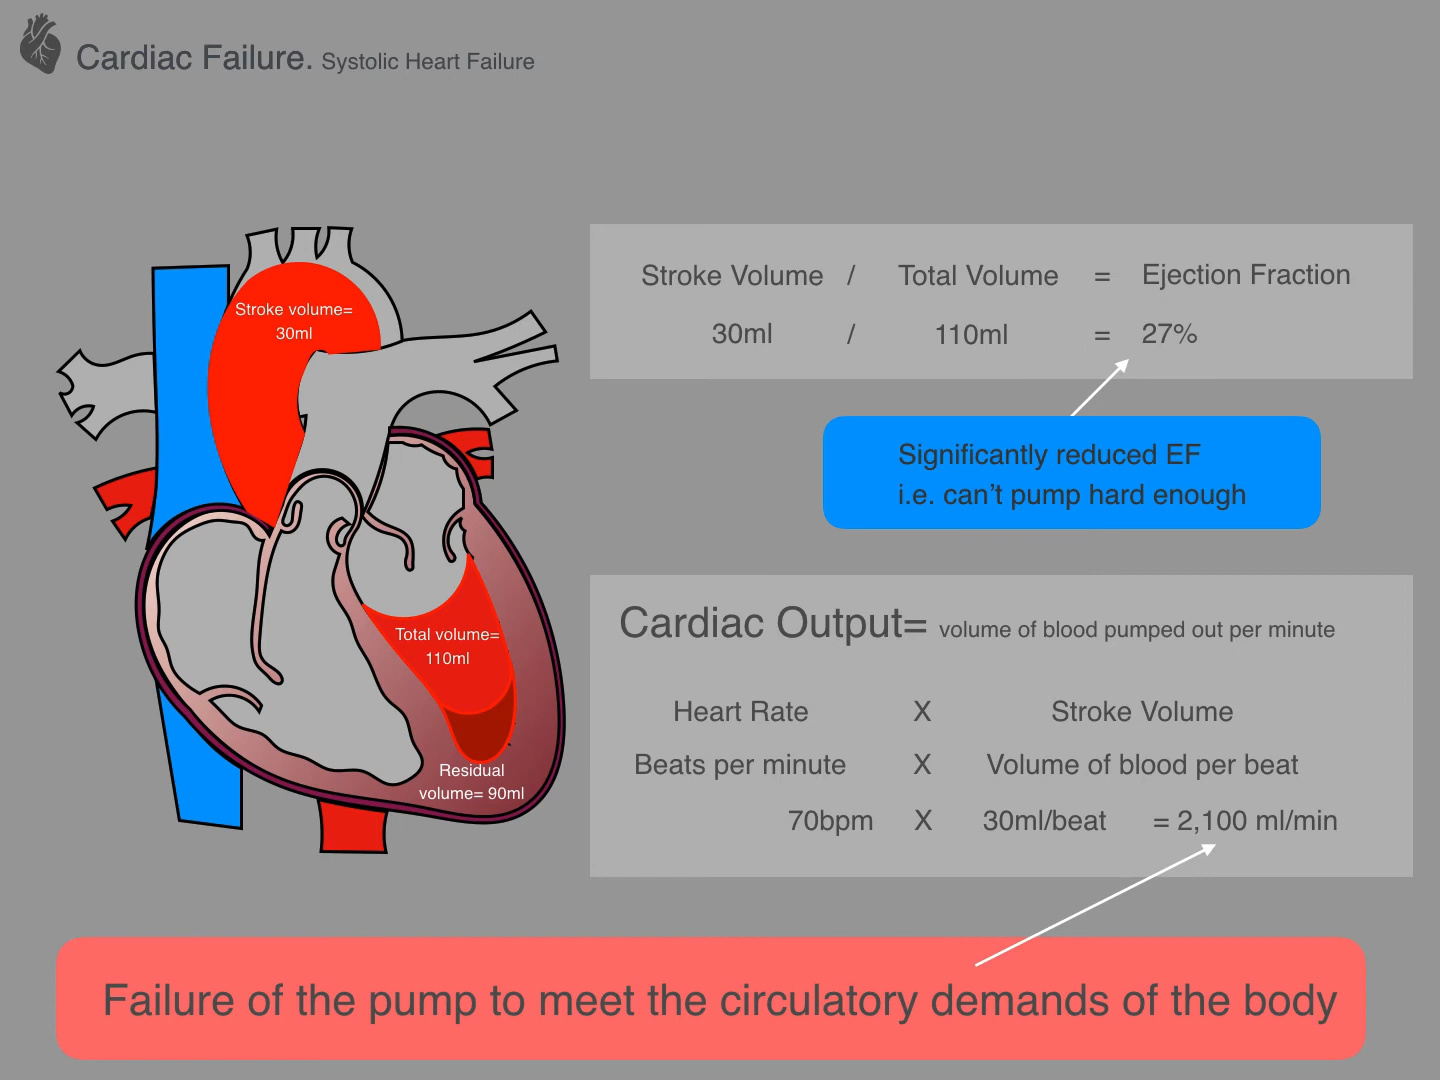 Cardiac Failure. Systolic Heart Failure
Stroke volume=
30ml
Total volume=
110ml
Residual
volume= 90ml
Stroke Volume / Total Volume = Ejection Fraction
30ml / 110ml = 27%
Significantly reduced EF
i.e. can't pump hard enough
Cardiac Output= volume of blood pumped out per minute
Heart Rate X Stroke Volume
Beats per minute X Volume of blood per beat
70bpm X 30ml/beat = 2,100 ml/min
Failure of the pump to meet the circulatory demands of the body